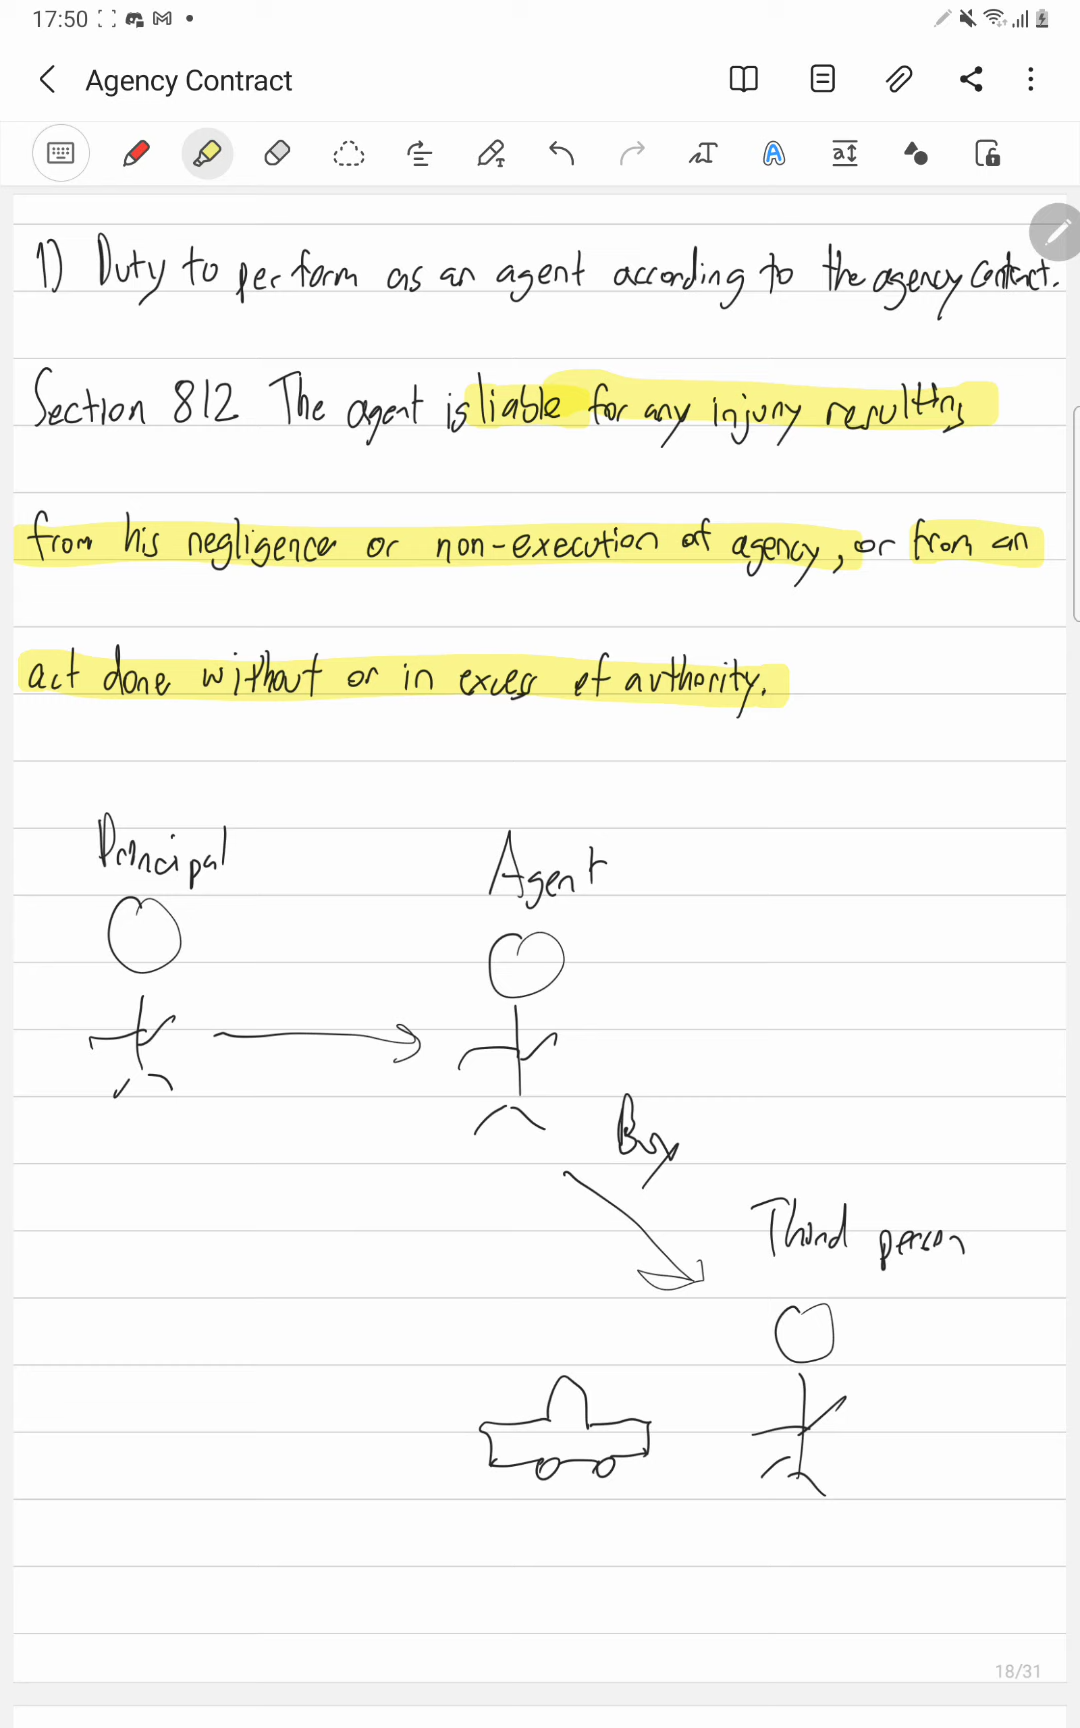 17:50
Agency Contract
1) Duty to perform as an agent according to the agency contract.
Section 812 The agent is liable for any injury resulting
from his negligence or non-execution of agency, or from an
act done without or in excess of authority.
Principal
Agent
Buy
Third person
18/31